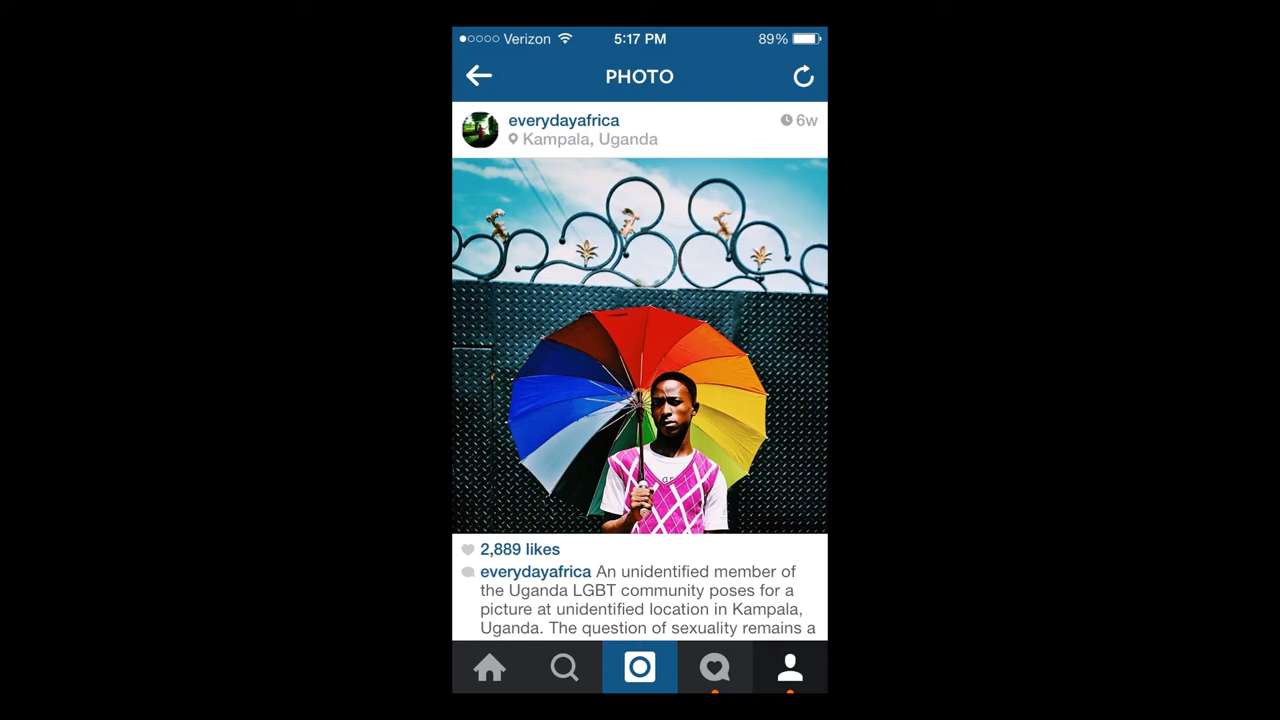 Verizon 5:17 PM 89%
PHOTO
everydayafrica 6w
Kampala, Uganda
2,889 likes
everydayafrica An unidentified member of
the Uganda LGBT community poses for a
picture at unidentified location in Kampala,
Uganda. The question of sexuality remains a